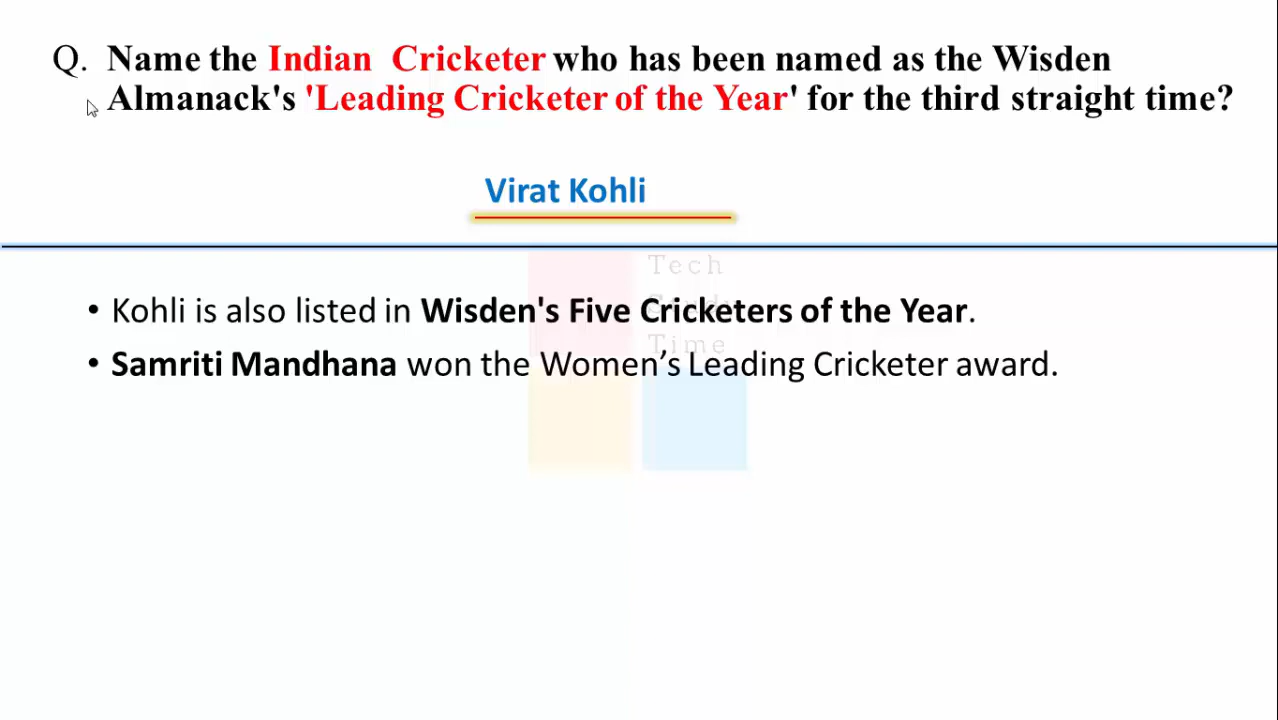 Q. Name the Indian Cricketer who has been named as the Wisden
Almanack's 'Leading Cricketer of the Year' for the third straight time?
Virat Kohli
Tech
• Kohli is also listed in Wisden's Five Cricketers of the Year.
Time
• Samriti Mandhana won the Women's Leading Cricketer award.